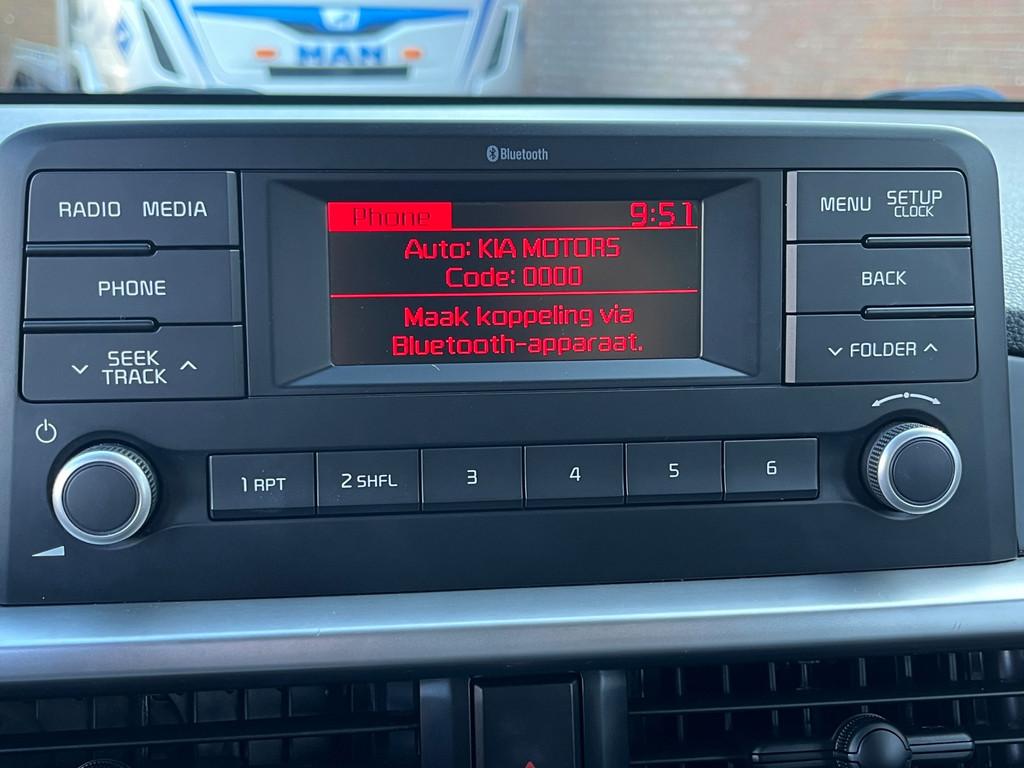 MAN
Bluetooth
RADIO MEDIA
PHONE
SEEK
TRACK
Phone 9:51
Auto: KIA MOTORS
Code: 0000
Maak koppeling via
Bluetooth-apparaat.
MENU SETUP
CLOCK
BACK
FOLDER
1 RPT 2 SHFL 3 4 5 6